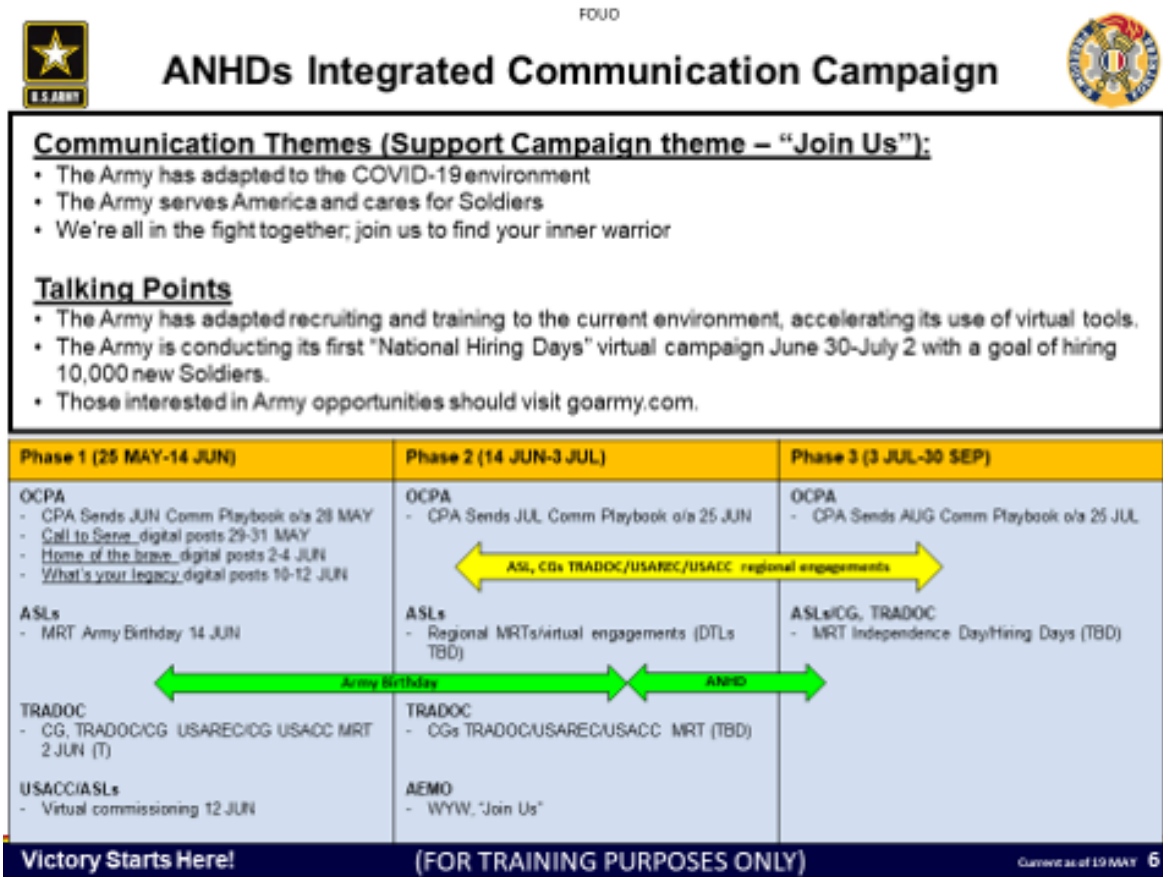 FOUO
U.S.ARMY
ANHDs Integrated Communication Campaign
Communication Themes (Support Campaign theme – “Join Us”):
• The Army has adapted to the COVID-19 environment
• The Army serves America and cares for Soldiers
• We’re all in the fight together; join us to find your inner warrior
Talking Points
• The Army has adapted recruiting and training to the current environment, accelerating its use of virtual tools.
• The Army is conducting its first “National Hiring Days” virtual campaign June 30-July 2 with a goal of hiring
10,000 new Soldiers.
• Those interested in Army opportunities should visit goarmy.com.
Phase 1 (25 MAY-14 JUN)
OCPA
- CPA Sends JUN Comm Playbook o/a 28 MAY
- Call to Serve digital posts 29-31 MAY
- Home of the brave digital posts 2-4 JUN
- What’s your legacy digital posts 10-12 JUN
ASLs
- MRT Army Birthday 14 JUN
Army Birthday
TRADOC
- CG, TRADOC/CG USAREC/CG USACC MRT
2 JUN (T)
USACC/ASLs
- Virtual commissioning 12 JUN
Phase 2 (14 JUN-3 JUL)
OCPA
- CPA Sends JUL Comm Playbook o/a 25 JUN
ASL, CGs TRADOC/USAREC/USACC regional engagements
ASLs
- Regional MRTs/virtual engagements (DTLs
TBD)
ANHD
TRADOC
- CGs TRADOC/USAREC/USACC MRT (TBD)
AEMO
- WYW, “Join Us”
Phase 3 (3 JUL-30 SEP)
OCPA
- CPA Sends AUG Comm Playbook o/a 25 JUL
ASLs/CG, TRADOC
- MRT Independence Day/Hiring Days (TBD)
Victory Starts Here!
(FOR TRAINING PURPOSES ONLY)
Current as of 19 MAY 6